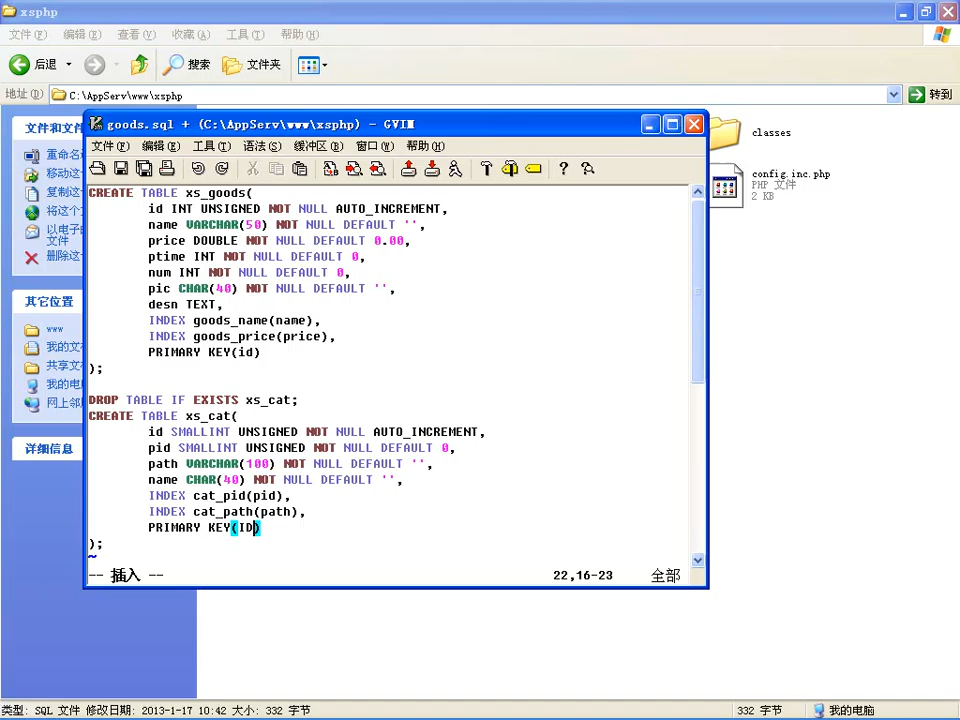 xsphp
文件(F) 编辑(E) 查看(V) 收藏(A) 工具(T) 帮助(H)
后退 搜索 文件夹
地址(D) C:\AppServ\www\xsphp 转到
文件和文件
重命名
移动这
复制这
将这个
以电子
文件
删除这
其它位置
www
我的文
共享文
我的电
网上邻
详细信息
goods.sql + (C:\AppServ\www\xsphp) - GVIM
文件(F) 编辑(E) 工具(T) 语法(S) 缓冲区(B) 窗口(W) 帮助(H)
CREATE TABLE xs_goods(
id INT UNSIGNED NOT NULL AUTO_INCREMENT,
name VARCHAR(50) NOT NULL DEFAULT '',
price DOUBLE NOT NULL DEFAULT 0.00,
ptime INT NOT NULL DEFAULT 0,
num INT NOT NULL DEFAULT 0,
pic CHAR(40) NOT NULL DEFAULT '',
desn TEXT,
INDEX goods_name(name),
INDEX goods_price(price),
PRIMARY KEY(id)
);
DROP TABLE IF EXISTS xs_cat;
CREATE TABLE xs_cat(
id SMALLINT UNSIGNED NOT NULL AUTO_INCREMENT,
pid SMALLINT UNSIGNED NOT NULL DEFAULT 0,
path VARCHAR(100) NOT NULL DEFAULT '',
name CHAR(40) NOT NULL DEFAULT '',
INDEX cat_pid(pid),
INDEX cat_path(path),
PRIMARY KEY(ID)
);
~
-- 插入 -- 22,16-23 全部
classes
config.inc.php
PHP 文件
2 KB
类型: SQL 文件 修改日期: 2013-1-17 10:42 大小: 332 字节 332 字节 我的电脑